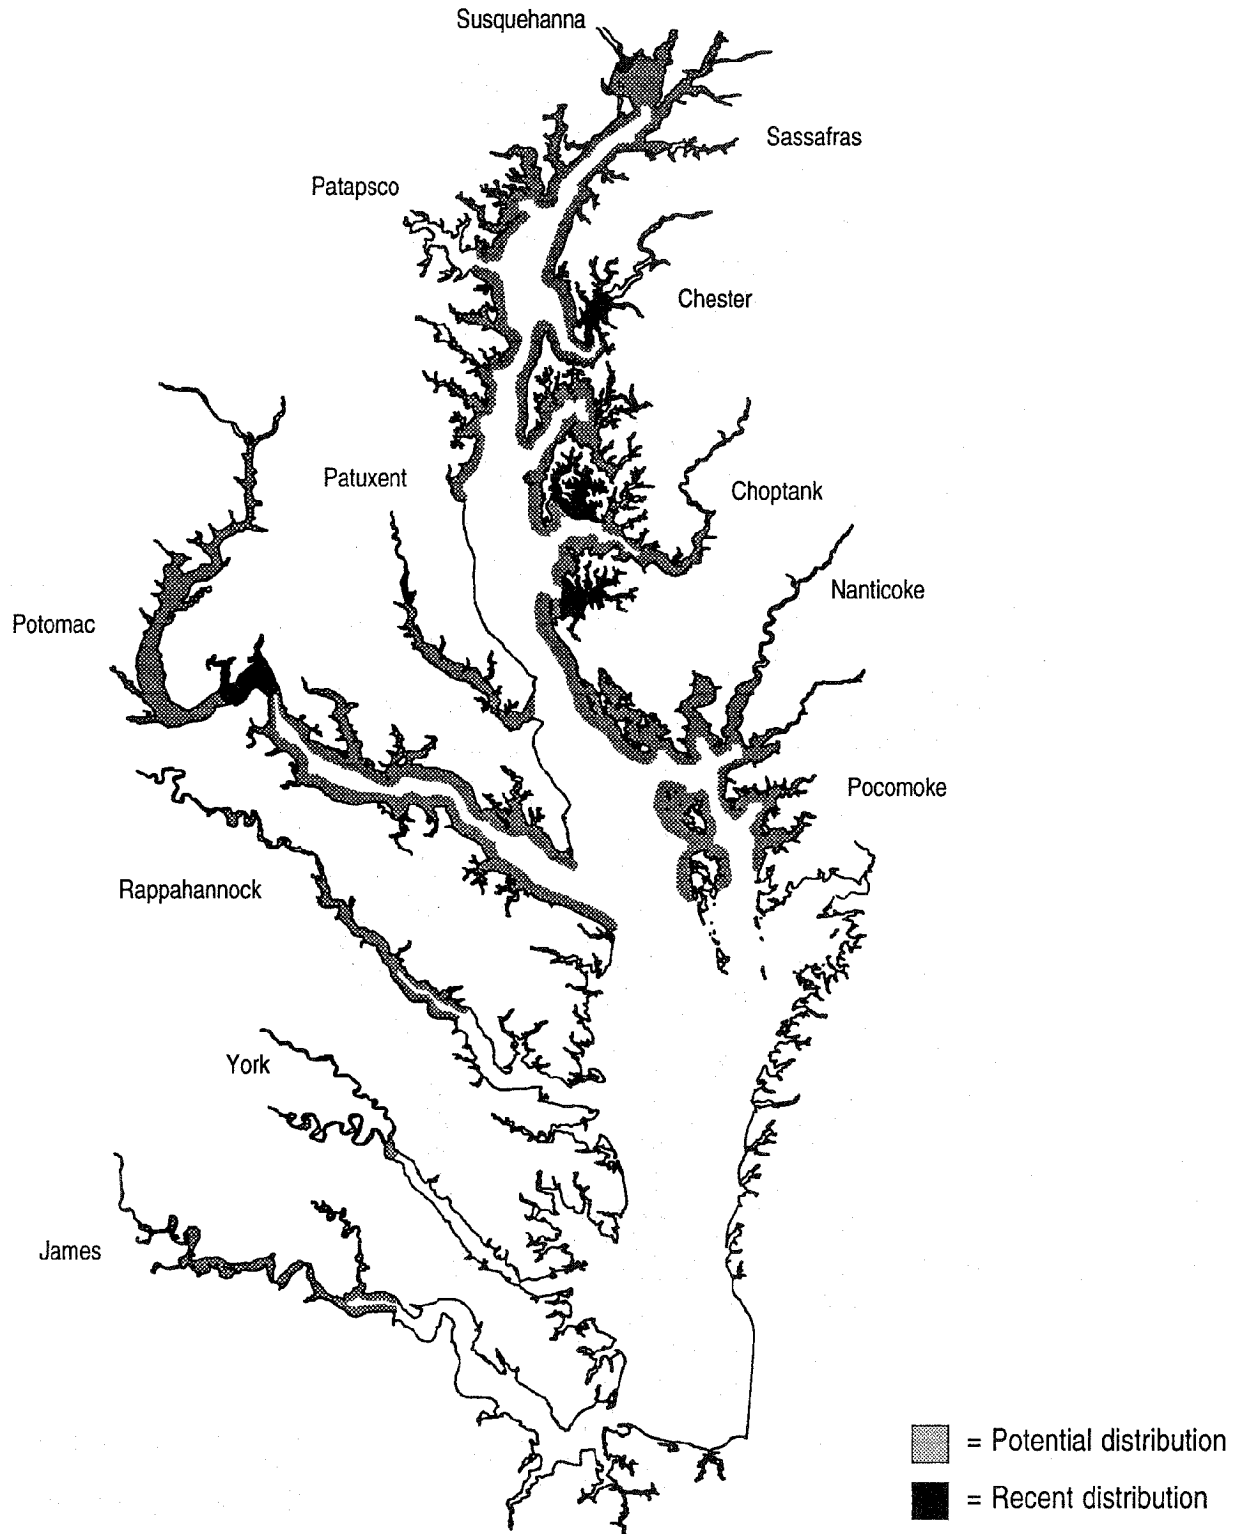 Susquehanna
Sassafras
Patapsco
Chester
Patuxent
Choptank
Nanticoke
Potomac
Pocomoke
Rappahannock
York
James
= Potential distribution
= Recent distribution